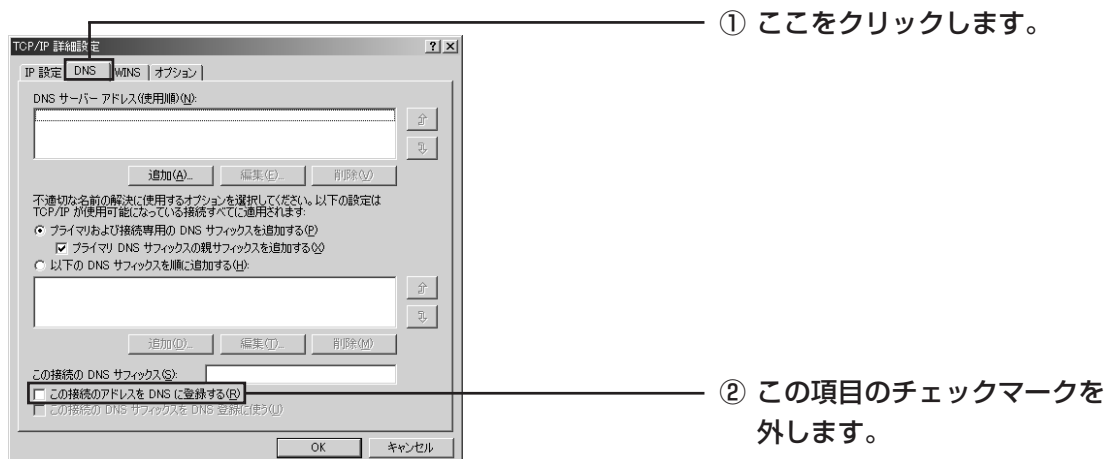 ① ここをクリックします。
TCP/IP 詳細設定
IP 設定 DNS WINS オプション
DNS サーバー アドレス(使用順)(N):
追加(A)... 編集(E)... 削除(V)
不適切な名前の解決に使用するオプションを選択してください。以下の設定は
TCP/IP が使用可能になっている接続すべてに適用されます:
プライマリおよび接続専用の DNS サフィックスを追加する(P)
プライマリ DNS サフィックスの親サフィックスを追加する(X)
以下の DNS サフィックスを順に追加する(H):
追加(D)... 編集(T)... 削除(M)
この接続の DNS サフィックス(S):
この接続のアドレスを DNS に登録する(R)
この接続の DNS サフィックスを DNS 登録に使う(U)
② この項目のチェックマークを
外します。
OK キャンセル